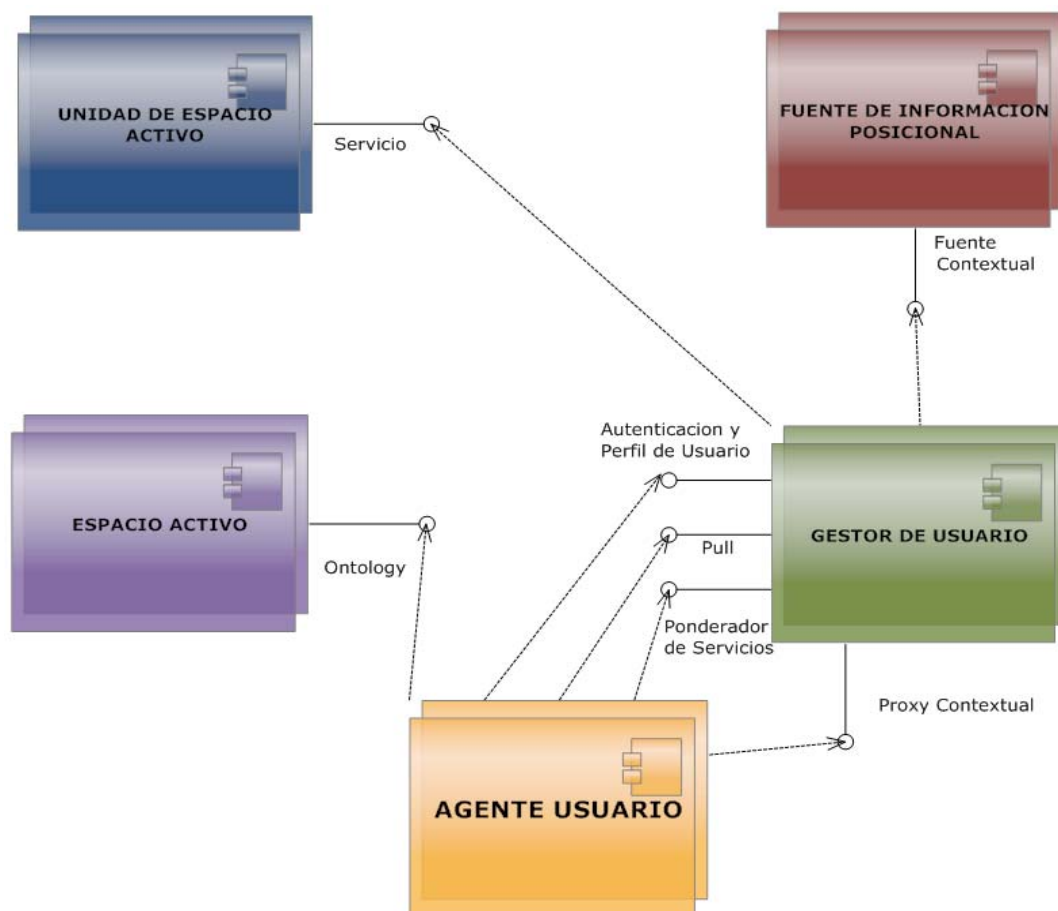 UNIDAD DE ESPACIO
ACTIVO
Servicio
FUENTE DE INFORMACION
POSICIONAL
Fuente
Contextual
Autenticacion y
Perfil de Usuario
ESPACIO ACTIVO
Ontology
Pull
GESTOR DE USUARIO
Ponderador
de Servicios
Proxy Contextual
AGENTE USUARIO